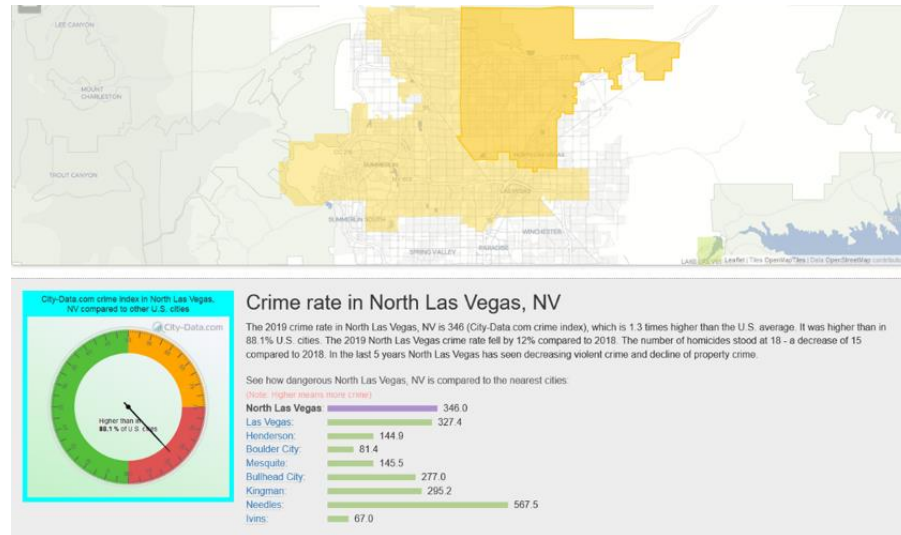 LEE CANYON
MOUNT
CHARLESTON
TROUT CANYON
SUMMERLIN
NORTH LAS VEGAS
LAS VEGAS
SUMMERLIN SOUTH
WINCHESTER
SPRING VALLEY
PARADISE
Leaflet | Tiles OpenMapTiles | Data OpenStreetMap contributors
City-Data.com crime index in North Las Vegas,
NV compared to other U.S. cities
City-Data.com
Higher than in
88.1 % of U.S. cities
Crime rate in North Las Vegas, NV
The 2019 crime rate in North Las Vegas, NV is 346 (City-Data.com crime index), which is 1.3 times higher than the U.S. average. It was higher than in
88.1% U.S. cities. The 2019 North Las Vegas crime rate fell by 12% compared to 2018. The number of homicides stood at 18 - a decrease of 15
compared to 2018. In the last 5 years North Las Vegas has seen decreasing violent crime and decline of property crime.
See how dangerous North Las Vegas, NV is compared to the nearest cities:
(Note: Higher means more crime)
North Las Vegas: 346.0
Las Vegas: 327.4
Henderson: 144.9
Boulder City: 81.4
Mesquite: 145.5
Bullhead City: 277.0
Kingman: 295.2
Needles: 567.5
Ivins: 67.0